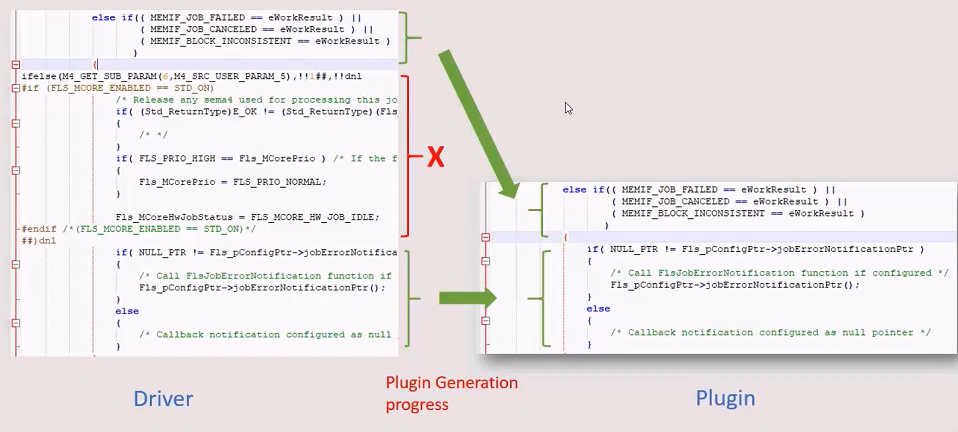 else if(( MEMIF_JOB_FAILED == eWorkResult ) ||
( MEMIF_JOB_CANCELED == eWorkResult ) ||
( MEMIF_BLOCK_INCONSISTENT == eWorkResult )
)
{
ifelse(M4_GET_SUB_PARAM(6,M4_SRC_USER_PARAM_5),!!1##,!!dnl
#if (FLS_MCORE_ENABLED == STD_ON)
/* Release any sema4 used for processing this jo
if( (Std_ReturnType)E_OK != (Std_ReturnType)(Fls_
{
/* */
}
if( FLS_PRIO_HIGH == Fls_MCorePrio ) /* If the f
{
Fls_MCorePrio = FLS_PRIO_NORMAL;
}
Fls_MCoreHwJobStatus = FLS_MCORE_HW_JOB_IDLE;
#endif /*(FLS_MCORE_ENABLED == STD_ON)*/
##)dnl
if( NULL_PTR != Fls_pConfigPtr->jobErrorNotifica
{
/* Call FlsJobErrorNotification function if
Fls_pConfigPtr->jobErrorNotificationPtr();
}
else
{
/* Callback notification configured as null
}
X
else if(( MEMIF_JOB_FAILED == eWorkResult ) ||
( MEMIF_JOB_CANCELED == eWorkResult ) ||
( MEMIF_BLOCK_INCONSISTENT == eWorkResult )
)
{
if( NULL_PTR != Fls_pConfigPtr->jobErrorNotificationPtr )
{
/* Call FlsJobErrorNotification function if configured */
Fls_pConfigPtr->jobErrorNotificationPtr();
}
else
{
/* Callback notification configured as null pointer */
}
Driver
Plugin Generation
progress
Plugin